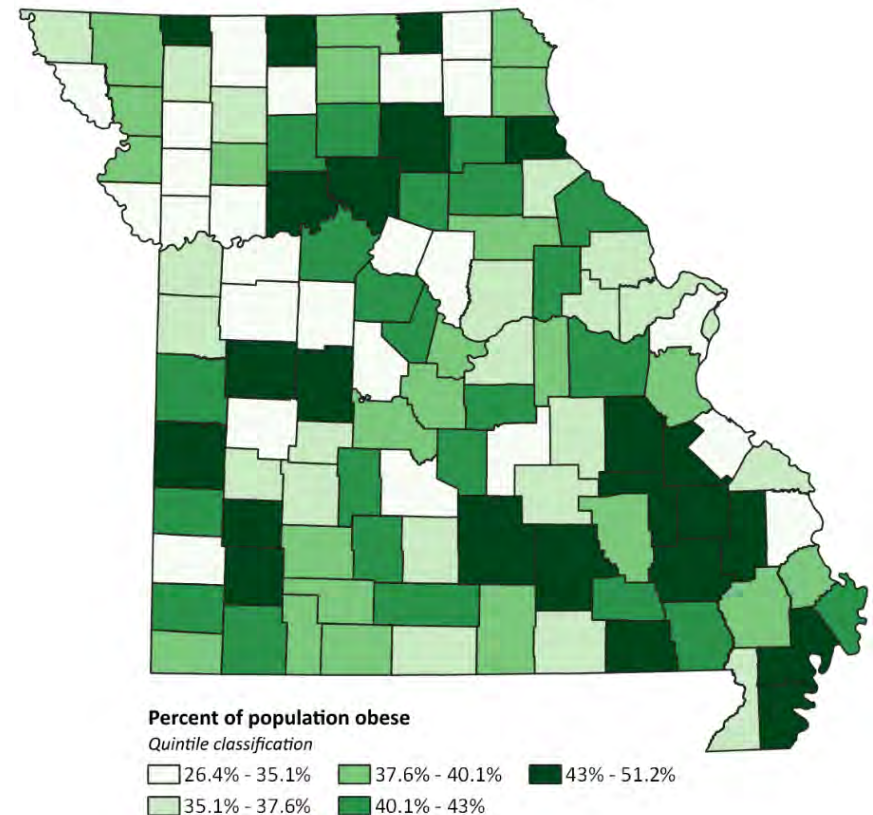 Percent of population obese
Quintile classification
26.4% - 35.1%
37.6% - 40.1%
43% - 51.2%
35.1% - 37.6%
40.1% - 43%